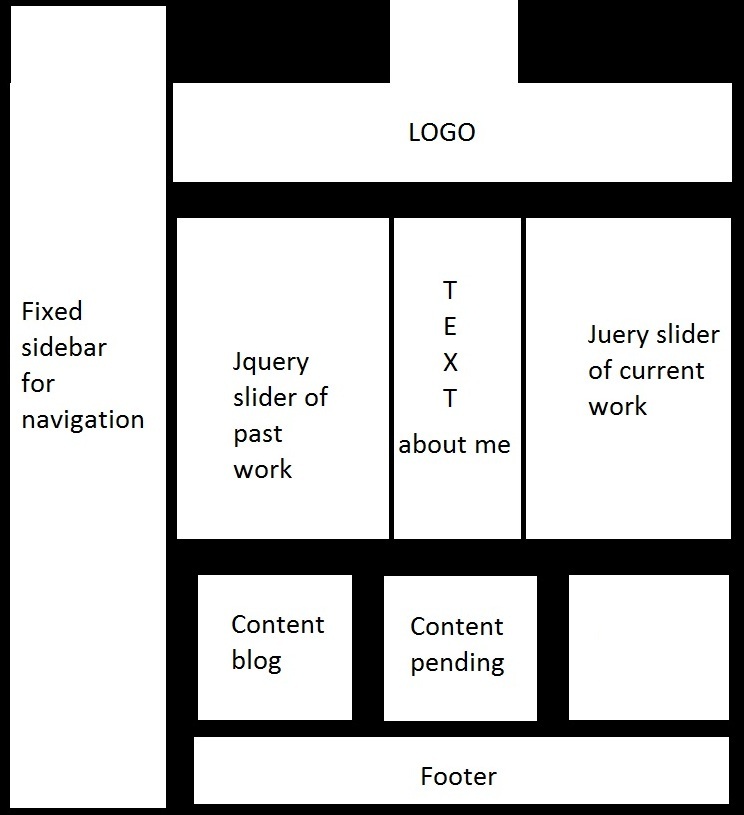 LOGO
Fixed
sidebar
for
navigation
Jquery
slider of
past
work
T
E
X
T
about me
Juery slider
of current
work
Content
blog
Content
pending
Footer